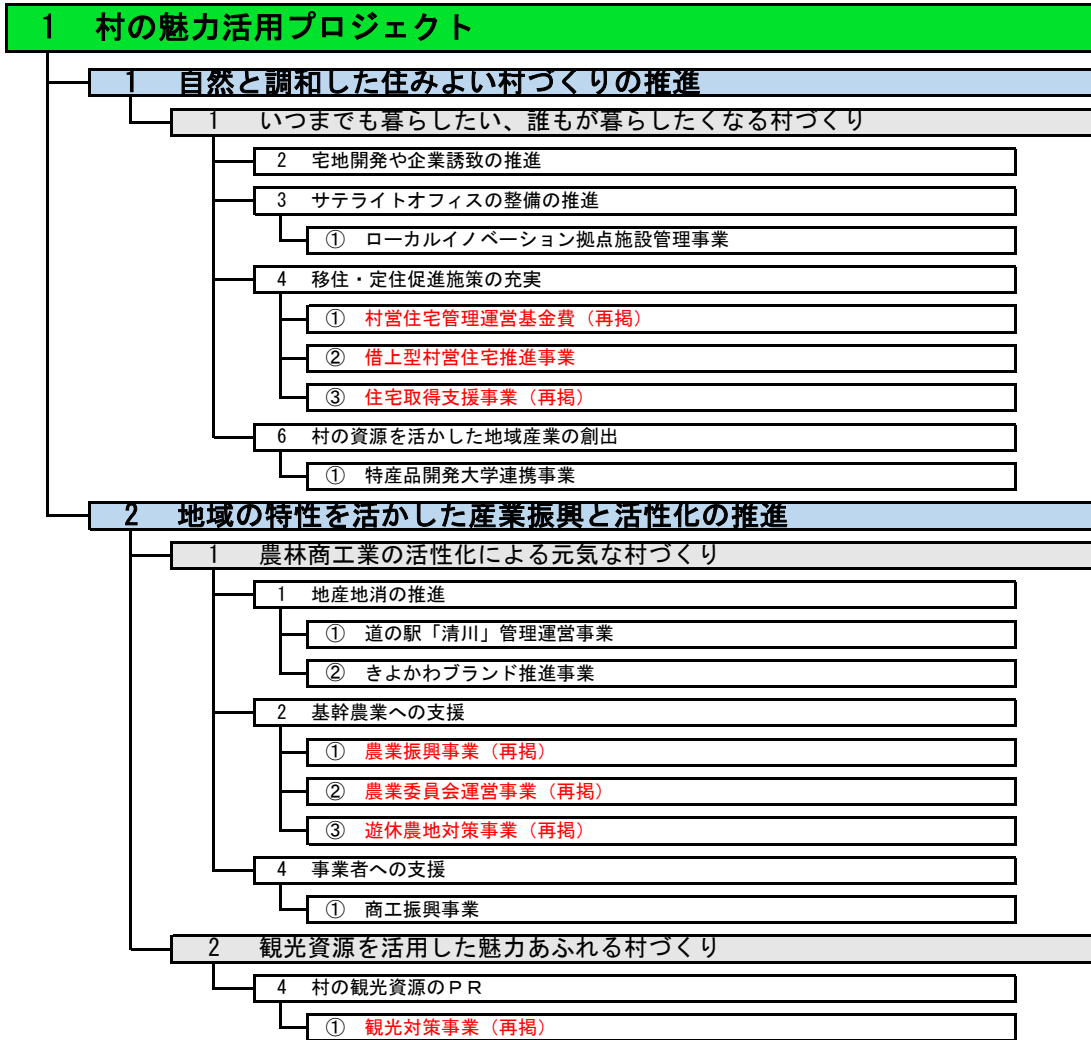 1 村の魅力活用プロジェクト
1 自然と調和した住みよい村づくりの推進
1 いつまでも暮らしたい、誰もが暮らしたくなる村づくり
2 宅地開発や企業誘致の推進
3 サテライトオフィスの整備の推進
① ローカルイノベーション拠点施設管理事業
4 移住・定住促進施策の充実
① 村営住宅管理運営基金費（再掲）
② 借上型村営住宅推進事業
③ 住宅取得支援事業（再掲）
6 村の資源を活かした地域産業の創出
① 特産品開発大学連携事業
2 地域の特性を活かした産業振興と活性化の推進
1 農林商工業の活性化による元気な村づくり
1 地産地消の推進
① 道の駅「清川」管理運営事業
② きよかわブランド推進事業
2 基幹農業への支援
① 農業振興事業（再掲）
② 農業委員会運営事業（再掲）
③ 遊休農地対策事業（再掲）
4 事業者への支援
① 商工振興事業
2 観光資源を活用した魅力あふれる村づくり
4 村の観光資源のＰＲ
① 観光対策事業（再掲）